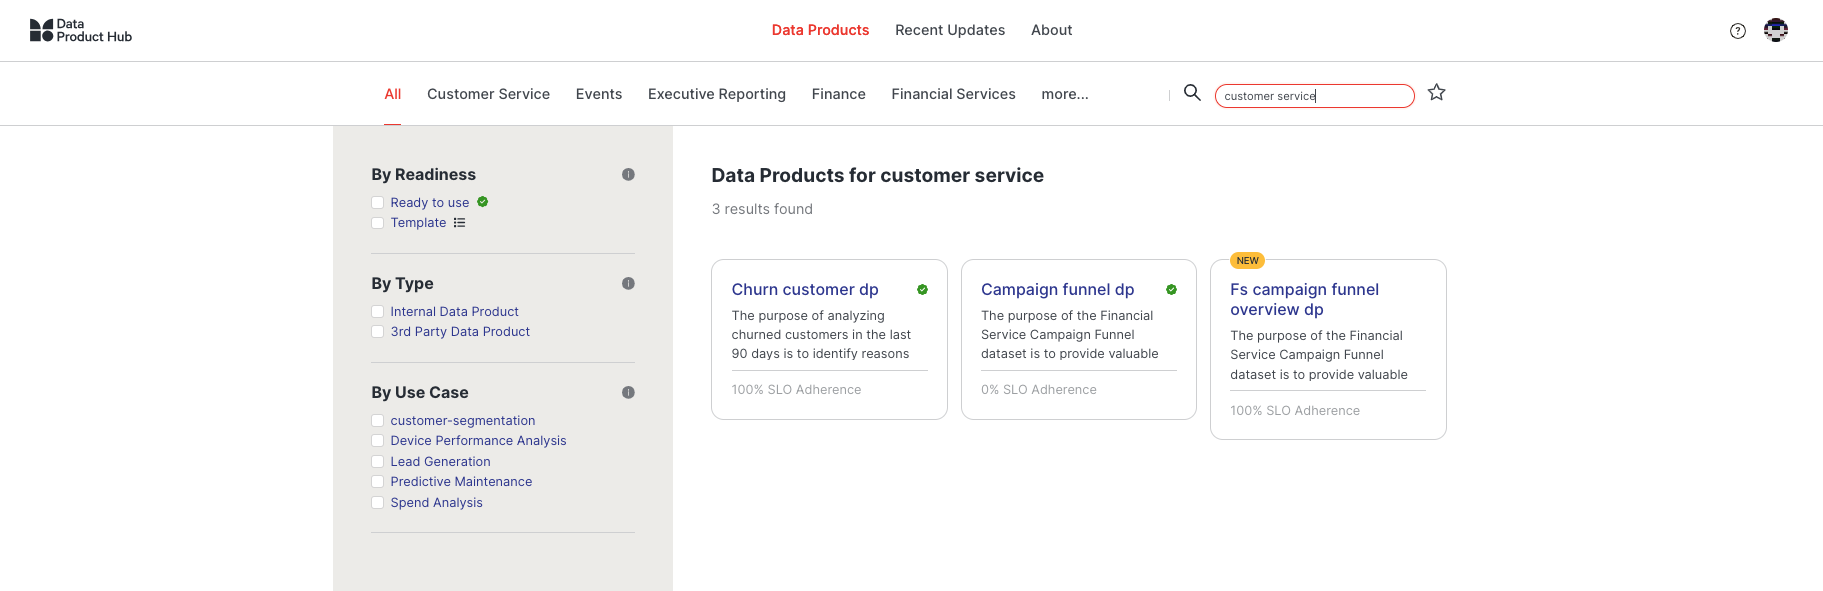 Data
Product Hub
Data Products
Recent Updates
About
All
Customer Service
Events
Executive Reporting
Finance
Financial Services
more...
customer service
By Readiness
Ready to use
Template
By Type
Internal Data Product
3rd Party Data Product
By Use Case
customer-segmentation
Device Performance Analysis
Lead Generation
Predictive Maintenance
Spend Analysis
Data Products for customer service
3 results found
Churn customer dp
The purpose of analyzing
churned customers in the last
90 days is to identify reasons
100% SLO Adherence
Campaign funnel dp
The purpose of the Financial
Service Campaign Funnel
dataset is to provide valuable
0% SLO Adherence
NEW
Fs campaign funnel
overview dp
The purpose of the Financial
Service Campaign Funnel
dataset is to provide valuable
100% SLO Adherence